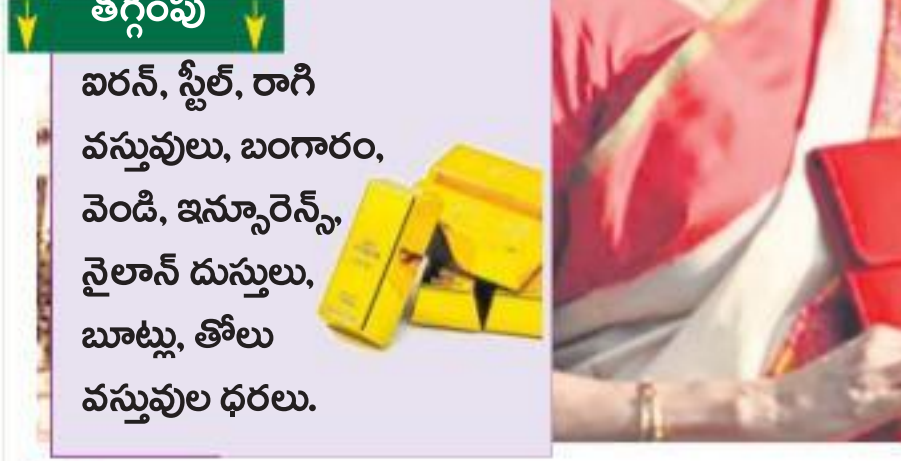 తగ్గింపు
ఐరన్, స్టీల్, రాగి
వస్తువులు, బంగారం,
వెండి, ఇన్సూరెన్స్,
నైలాన్ దుస్తులు,
బూట్లు, తోలు
వస్తువుల ధరలు.